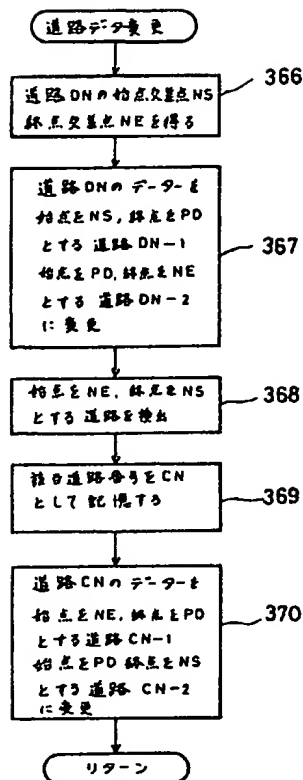 道路データ変更
366
道路DNの始点交差点NS
終点交差点NEを得る
道路DNのデーターを
始点をNS,終点をPD
とする道路DN-1
始点をPD,終点をNE
とする道路DN-2
に変更
367
始点をNE,終点をNS
とする道路を検出
368
該当道路番号をCN
として記憶する
369
道路CNのデーターを
始点をNE,終点をPD
とする道路CN-1
始点をPD終点をNS
とする道路CN-2
に変更
370
リターン